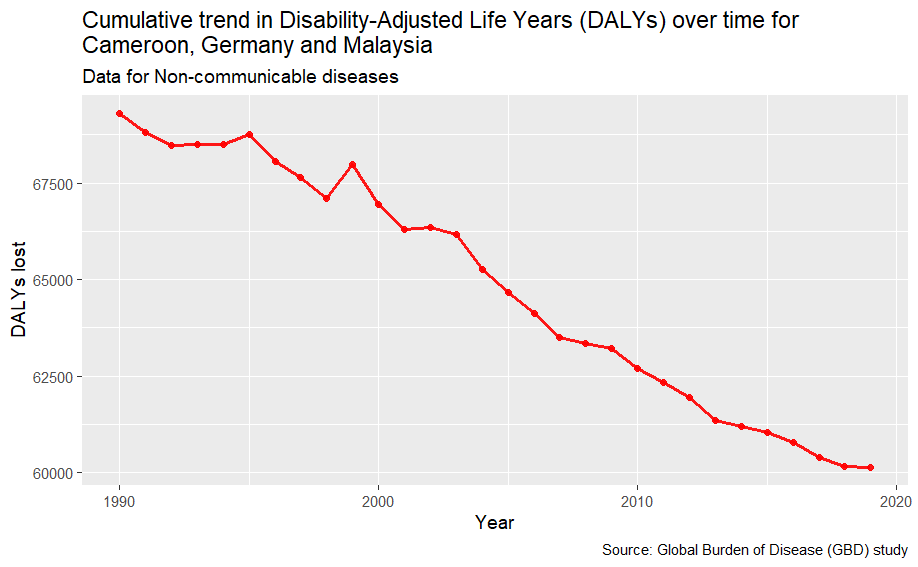 Cumulative trend in Disability-Adjusted Life Years (DALYs) over time for
Cameroon, Germany and Malaysia
Data for Non-communicable diseases
DALYs lost
67500
65000
62500
60000
1990
2000
2010
2020
Year
Source: Global Burden of Disease (GBD) study